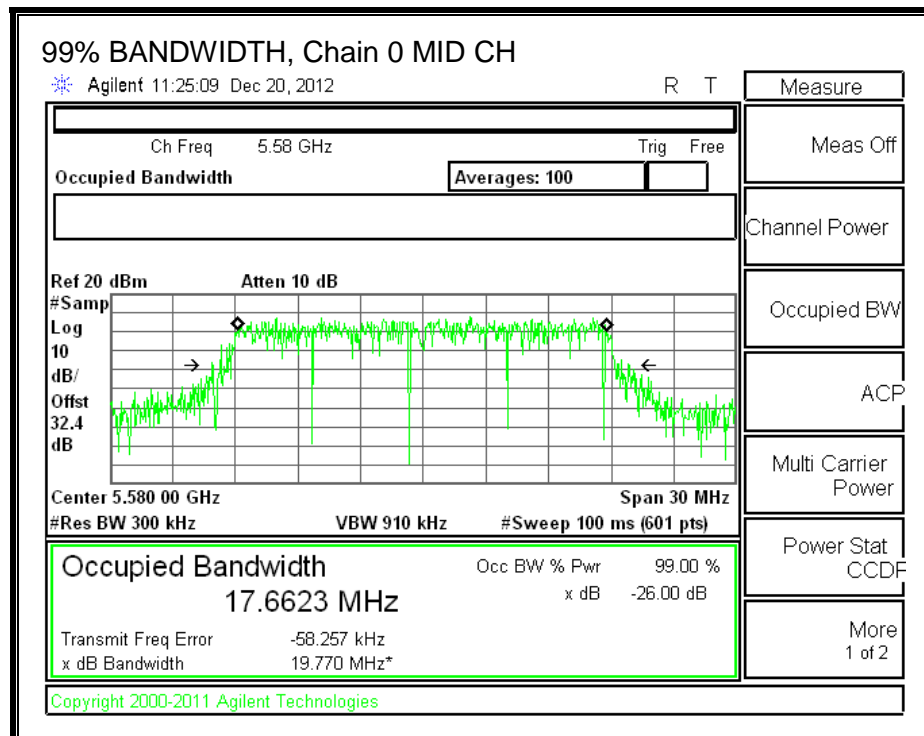 99% BANDWIDTH, Chain 0 MID CH
Agilent 11:25:09 Dec 20, 2012 R T
Measure
Ch Freq 5.58 GHz Trig Free
Meas Off
Occupied Bandwidth Averages: 100
Channel Power
Ref 20 dBm Atten 10 dB
#Samp
Log
10
dB/
Offst
32.4
dB
Occupied BW
ACP
Center 5.580 00 GHz Span 30 MHz
#Res BW 300 kHz VBW 910 kHz #Sweep 100 ms (601 pts)
Multi Carrier
Power
Occupied Bandwidth Occ BW % Pwr 99.00 %
17.6623 MHz x dB -26.00 dB
Power Stat
CCDF
Transmit Freq Error -58.257 kHz
x dB Bandwidth 19.770 MHz*
More
1 of 2
Copyright 2000-2011 Agilent Technologies